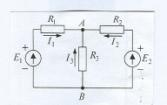 R₁ A R₂
I₁ I₂
E₁ I₃ R₃ E₂
B